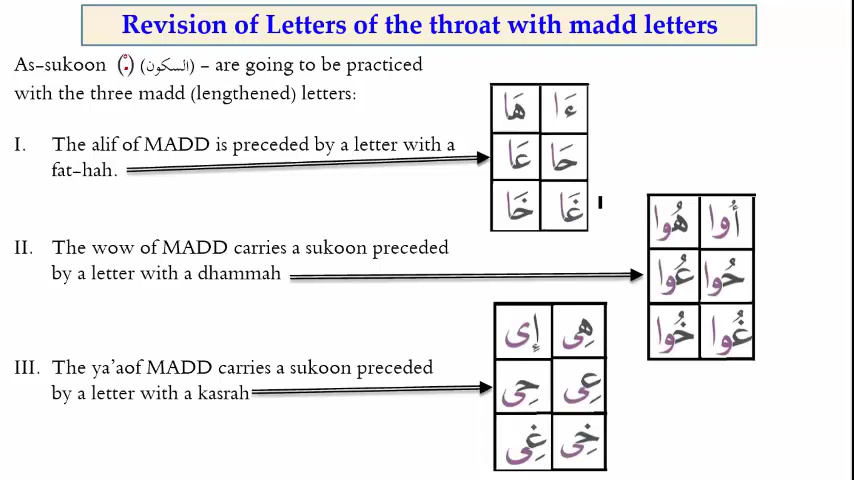 Revision of Letters of the throat with madd letters
As-sukoon (ْ) (السكون) – are going to be practiced
with the three madd (lengthened) letters:
I. The alif of MADD is preceded by a letter with a
fat-hah.
ءَا هَا
حَا عَا
غَا خَا
II. The wow of MADD carries a sukoon preceded
by a letter with a dhammah
أُوا هُوا
حُوا عُوا
غُوا خُوا
III. The ya'aof MADD carries a sukoon preceded
by a letter with a kasrah
هِى إِى
عِى حِى
خِى غِى